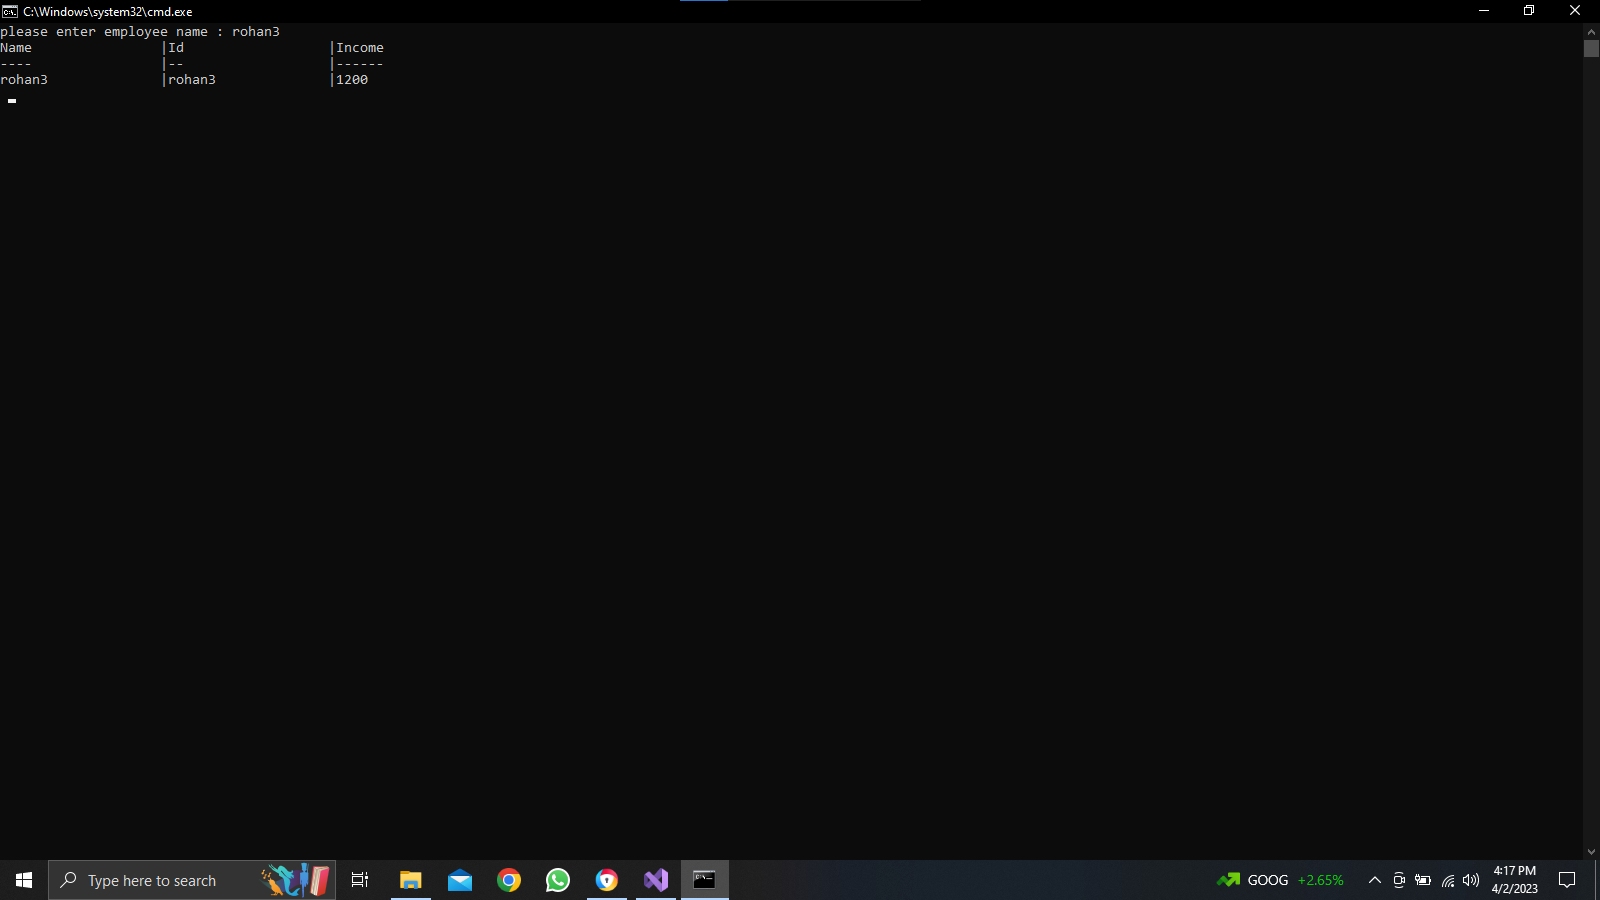 C:\Windows\system32\cmd.exe
please enter employee name : rohan3
Name |Id |Income
---- |-- |------
rohan3 |rohan3 |1200
Type here to search
GOOG +2.65%
4:17 PM
4/2/2023